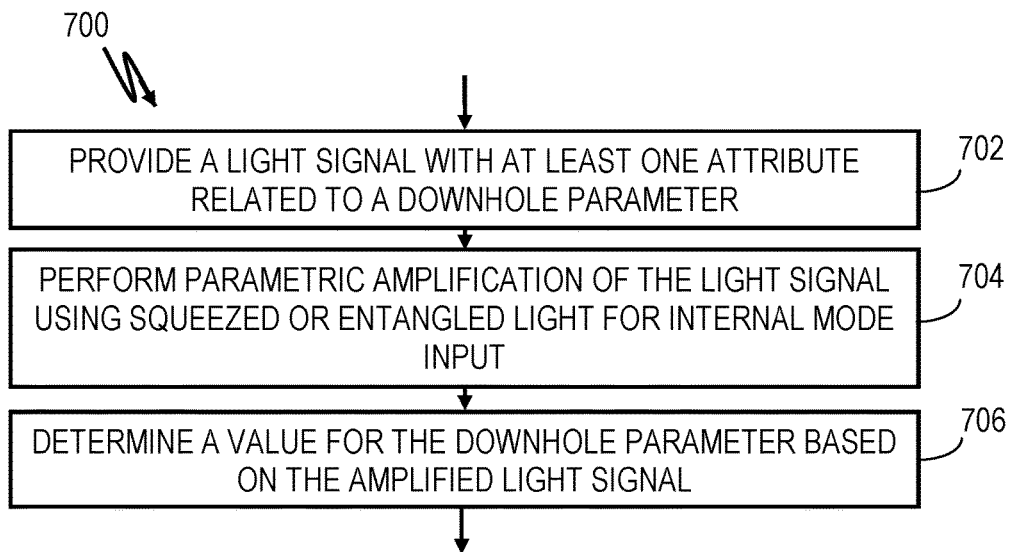 700
PROVIDE A LIGHT SIGNAL WITH AT LEAST ONE ATTRIBUTE
RELATED TO A DOWNHOLE PARAMETER
702
PERFORM PARAMETRIC AMPLIFICATION OF THE LIGHT SIGNAL
USING SQUEEZED OR ENTANGLED LIGHT FOR INTERNAL MODE
INPUT
704
DETERMINE A VALUE FOR THE DOWNHOLE PARAMETER BASED
ON THE AMPLIFIED LIGHT SIGNAL
706